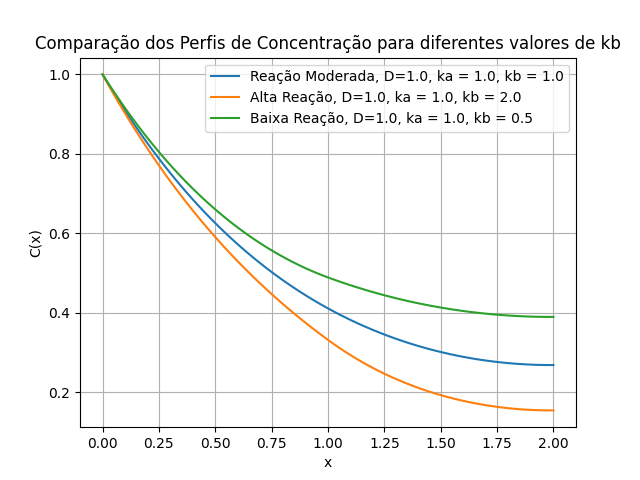 Comparação dos Perfis de Concentração para diferentes valores de kb
Reação Moderada, D=1.0, ka = 1.0, kb = 1.0
Alta Reação, D=1.0, ka = 1.0, kb = 2.0
Baixa Reação, D=1.0, ka = 1.0, kb = 0.5
C(x)
1.0
0.8
0.6
0.4
0.2
0.00 0.25 0.50 0.75 1.00 1.25 1.50 1.75 2.00
x